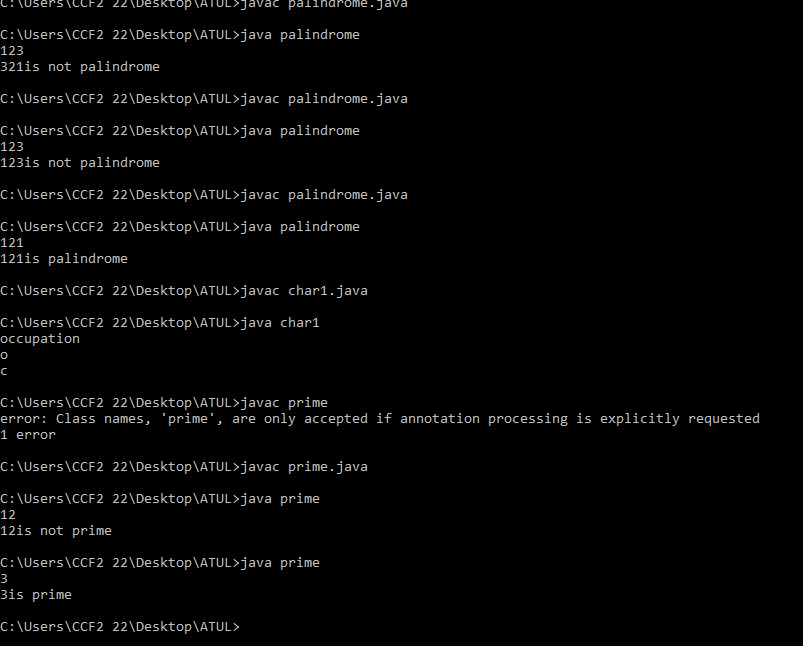 C:\Users\CCF2 22\Desktop\ATUL>javac palindrome.java
C:\Users\CCF2 22\Desktop\ATUL>java palindrome
123
321is not palindrome
C:\Users\CCF2 22\Desktop\ATUL>javac palindrome.java
C:\Users\CCF2 22\Desktop\ATUL>java palindrome
123
123is not palindrome
C:\Users\CCF2 22\Desktop\ATUL>javac palindrome.java
C:\Users\CCF2 22\Desktop\ATUL>java palindrome
121
121is palindrome
C:\Users\CCF2 22\Desktop\ATUL>javac char1.java
C:\Users\CCF2 22\Desktop\ATUL>java char1
occupation
o
c
C:\Users\CCF2 22\Desktop\ATUL>javac prime
error: Class names, 'prime', are only accepted if annotation processing is explicitly requested
1 error
C:\Users\CCF2 22\Desktop\ATUL>javac prime.java
C:\Users\CCF2 22\Desktop\ATUL>java prime
12
12is not prime
C:\Users\CCF2 22\Desktop\ATUL>java prime
3
3is prime
C:\Users\CCF2 22\Desktop\ATUL>